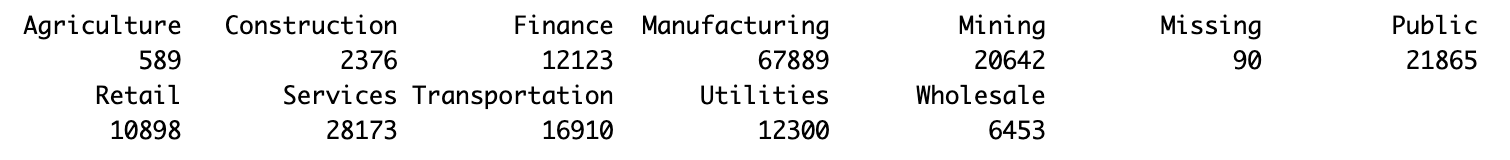 Agriculture Construction Finance Manufacturing Mining Missing Public
589 2376 12123 67889 20642 90 21865
Retail Services Transportation Utilities Wholesale
10898 28173 16910 12300 6453